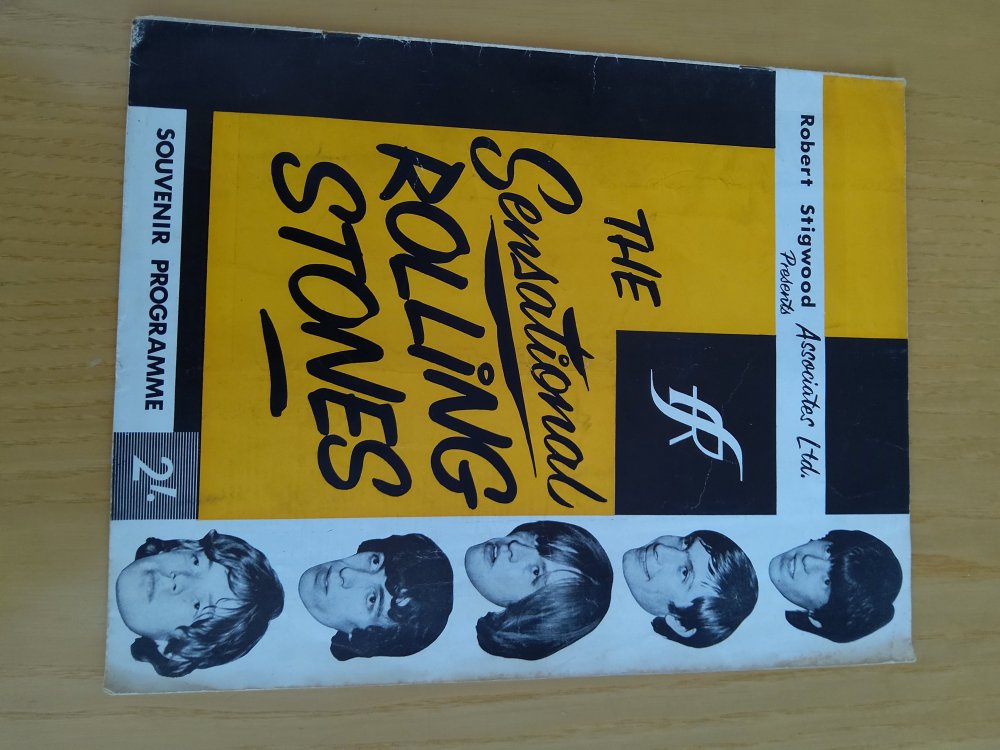 Robert Stigwood Associates Ltd.
Presents
THE
Sensational
ROLLING
STONES
SOUVENIR PROGRAMME
2/-